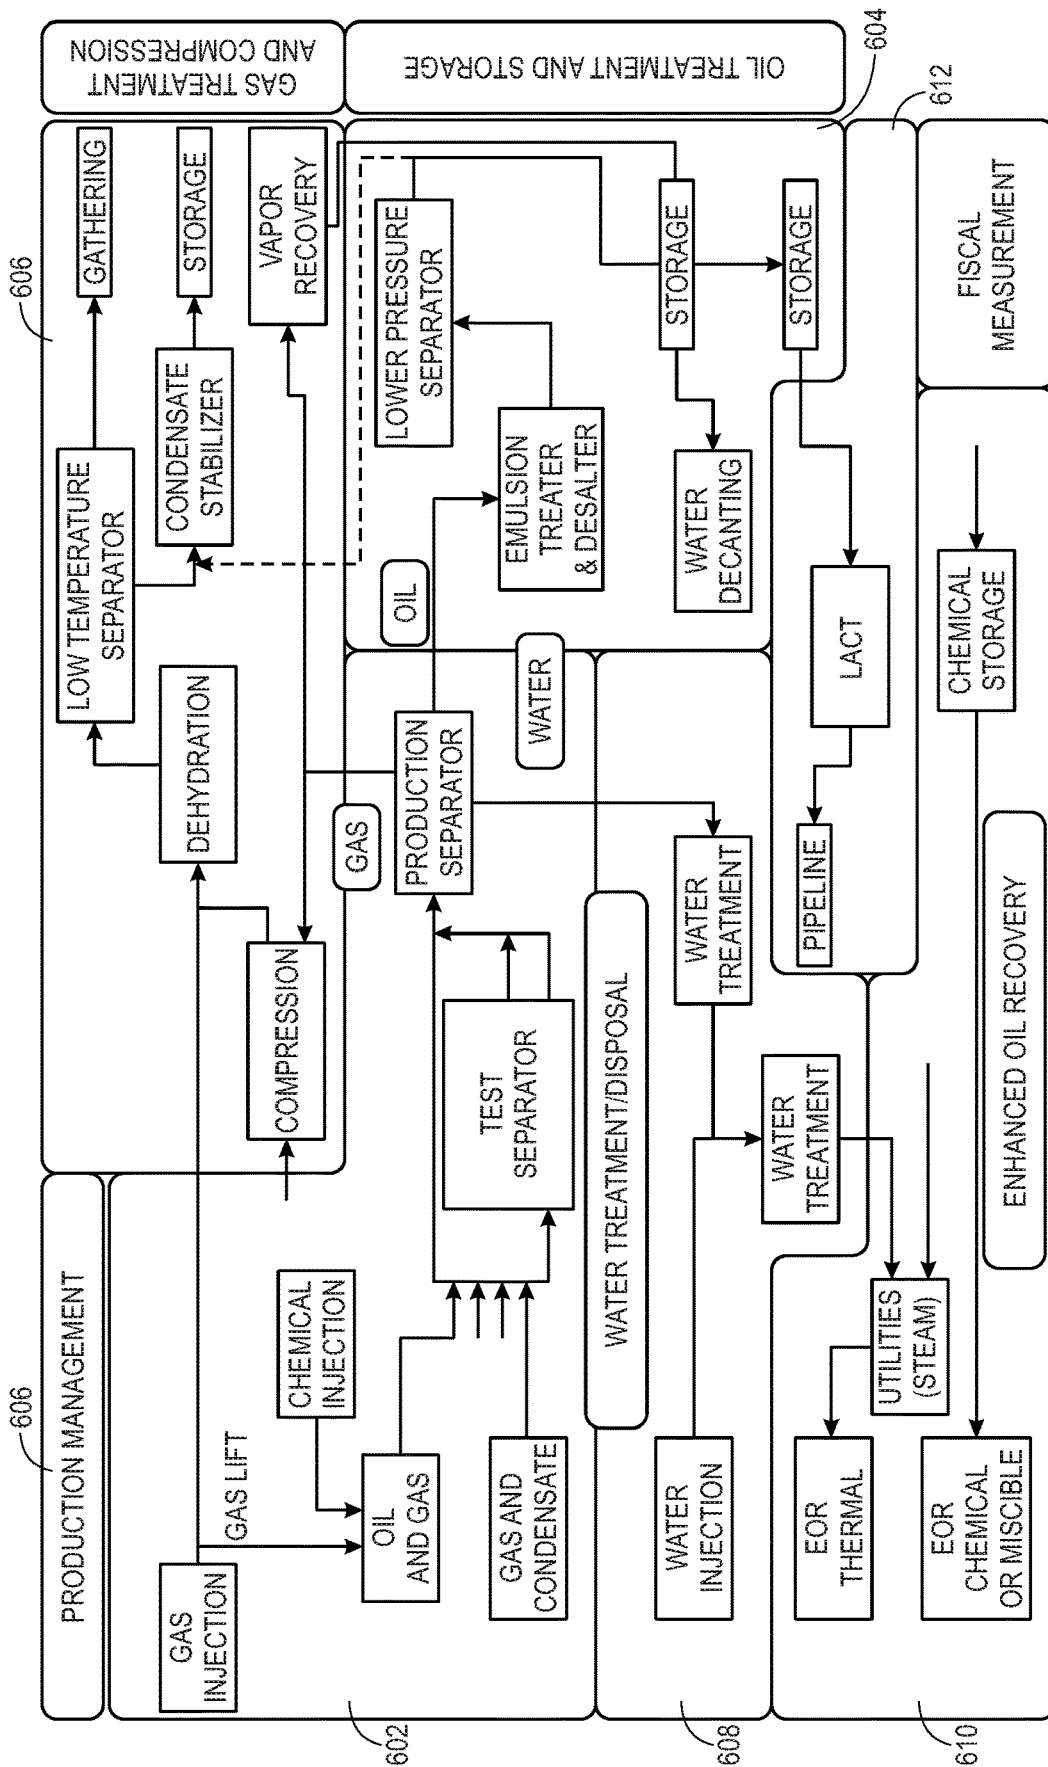 606
PRODUCTION MANAGEMENT
606
GAS TREATMENT
AND COMPRESSION
GAS
INJECTION
GAS LIFT
DEHYDRATION
LOW TEMPERATURE
SEPARATOR
GATHERING
CONDENSATE
STABILIZER
STORAGE
COMPRESSION
VAPOR
RECOVERY
CHEMICAL
INJECTION
OIL
AND GAS
GAS AND
CONDENSATE
TEST
SEPARATOR
GAS
PRODUCTION
SEPARATOR
OIL
WATER
LOWER PRESSURE
SEPARATOR
EMULSION
TREATER
& DESALTER
OIL TREATMENT AND STORAGE
602
WATER TREATMENT/DISPOSAL
WATER
INJECTION
WATER
TREATMENT
WATER
TREATMENT
WATER
DECANTING
STORAGE
STORAGE
604
608
EOR
THERMAL
UTILITIES
(STEAM)
PIPELINE
LACT
612
EOR
CHEMICAL
OR MISCIBLE
CHEMICAL
STORAGE
FISCAL
MEASUREMENT
ENHANCED OIL RECOVERY
610